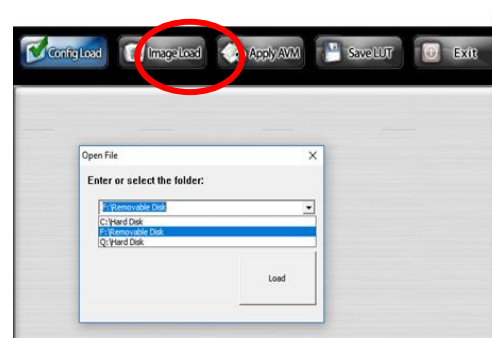 Config Load Image Load Apply AVM Save LUT Exit
Open File
Enter or select the folder:
F:\Removable Disk
C:\Hard Disk
F:\Removable Disk
Q:\Hard Disk
Load